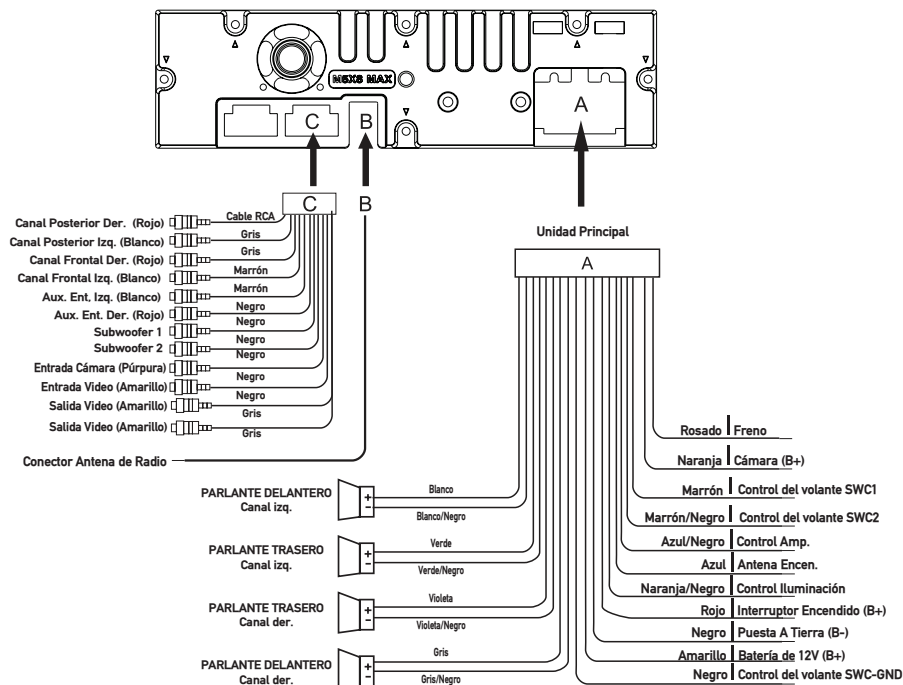 M5X8 MAX
A
C
B
C
B
Canal Posterior Der. (Rojo)
Canal Posterior Izq. (Blanco)
Canal Frontal Der. (Rojo)
Canal Frontal Izq. (Blanco)
Aux. Ent, Izq. (Blanco)
Aux. Ent. Der. (Rojo)
Subwoofer 1
Subwoofer 2
Entrada Cámara (Púrpura)
Entrada Video (Amarillo)
Salida Video (Amarillo)
Salida Video (Amarillo)
Cable RCA
Gris
Gris
Marrón
Marrón
Negro
Negro
Negro
Negro
Negro
Negro
Gris
Gris
Conector Antena de Radio
Unidad Principal
A
PARLANTE DELANTERO
Canal izq.
+
-
Blanco
Blanco/Negro
PARLANTE TRASERO
Canal izq.
+
-
Verde
Verde/Negro
PARLANTE TRASERO
Canal der.
+
-
Violeta
Violeta/Negro
PARLANTE DELANTERO
Canal der.
+
-
Gris
Gris/Negro
Rosado Freno
Naranja Cámara (B+)
Marrón Control del volante SWC1
Marrón/Negro Control del volante SWC2
Azul/Negro Control Amp.
Azul Antena Encen.
Naranja/Negro Control Iluminación
Rojo Interruptor Encendido (B+)
Negro Puesta A Tierra (B-)
Amarillo Batería de 12V (B+)
Negro Control del volante SWC-GND